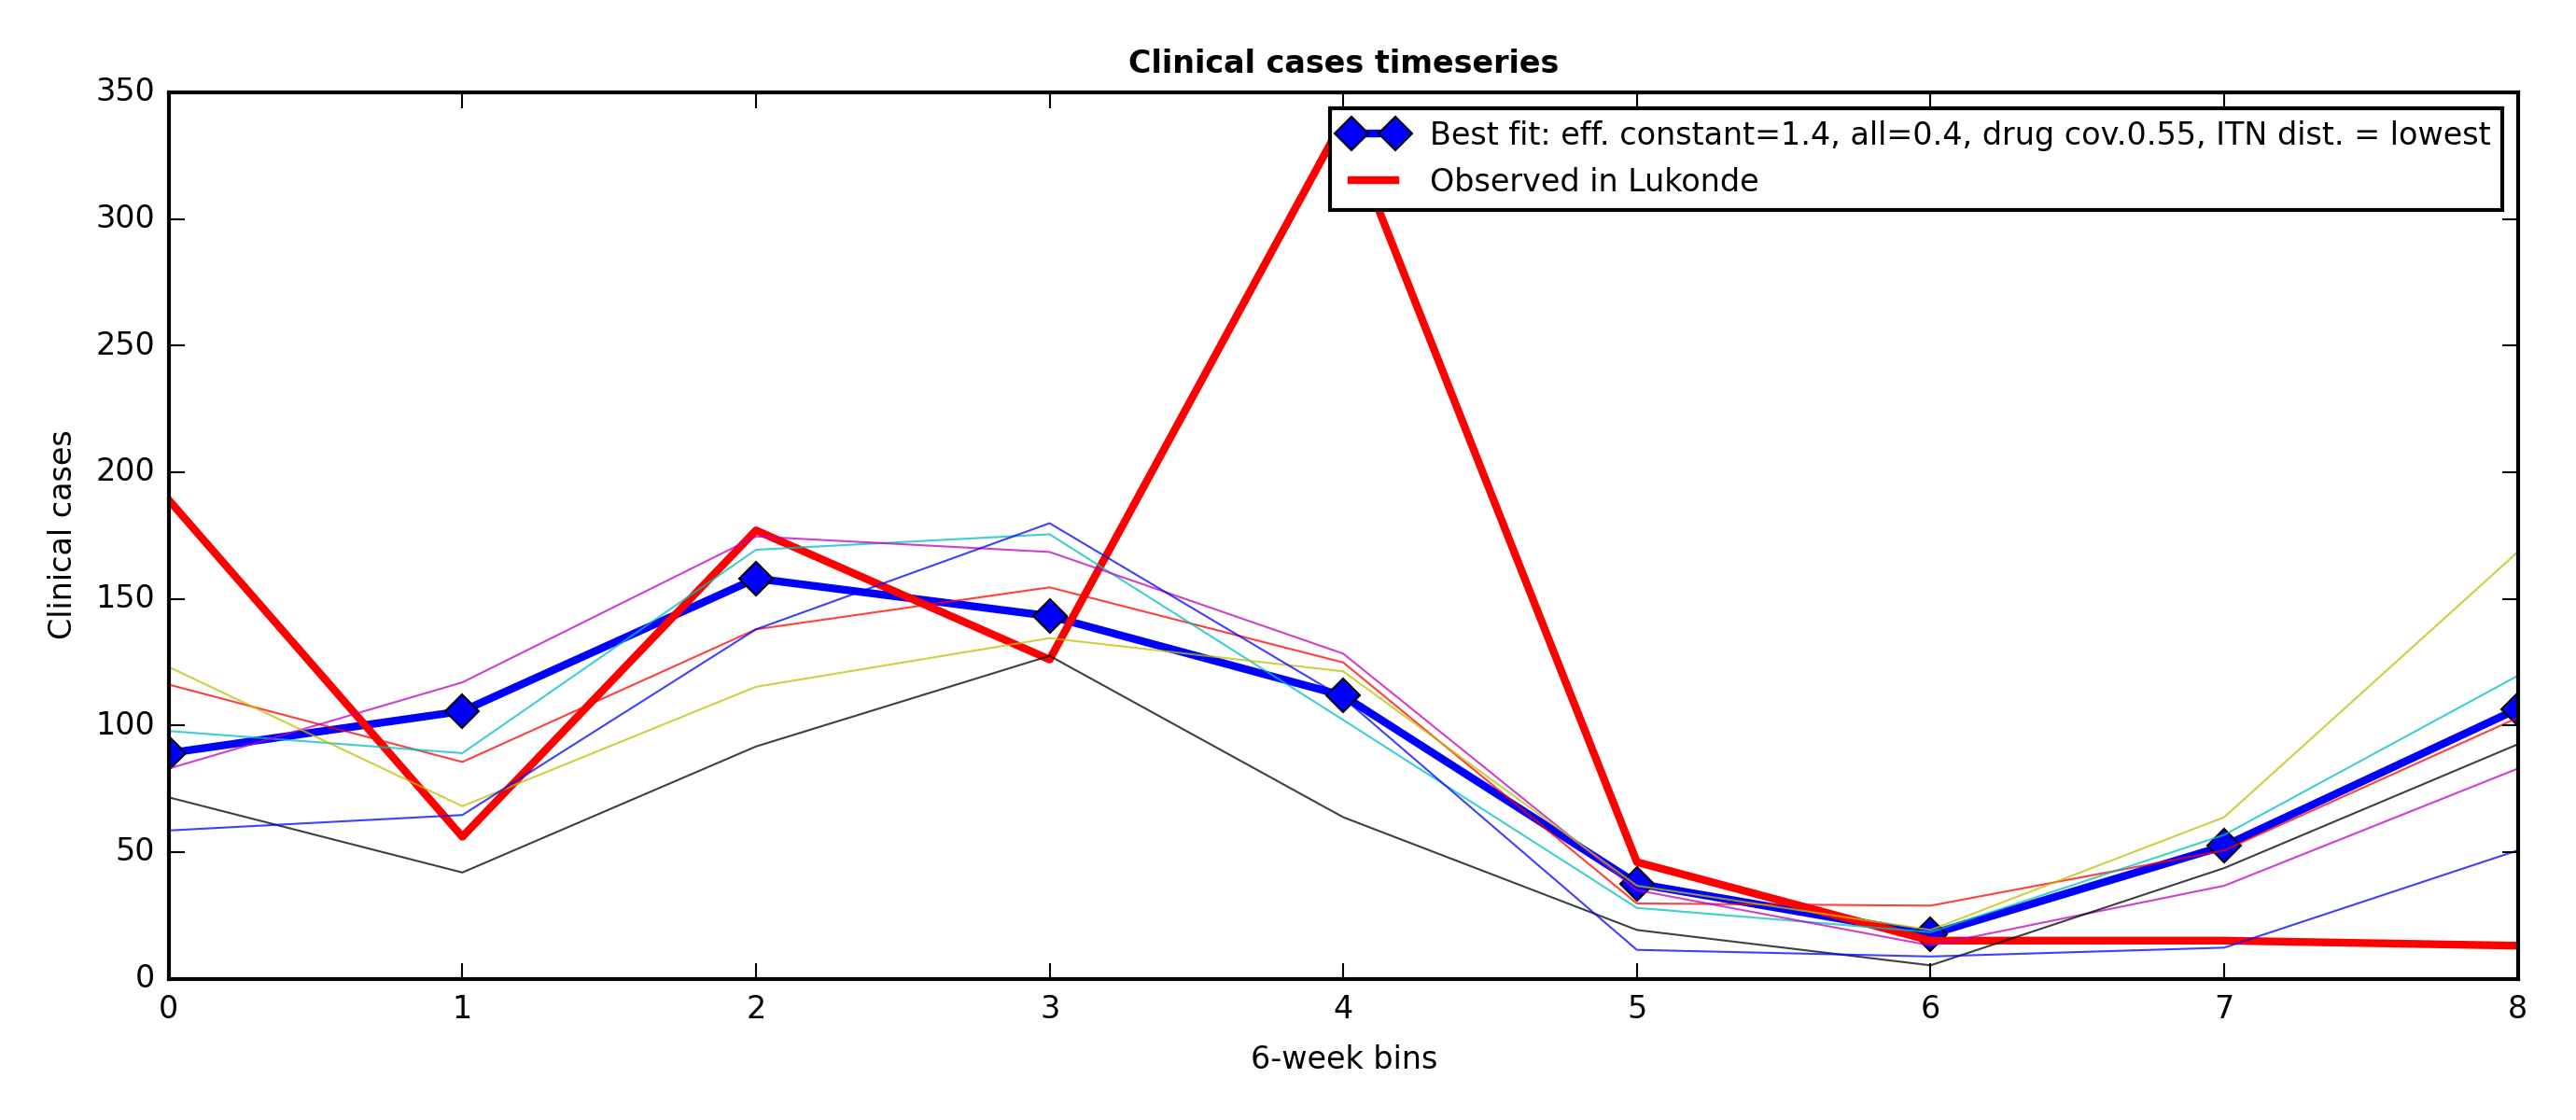 Clinical cases timeseries
350
300
250
200
150
100
50
0
Clinical cases
Best fit: eff. constant=1.4, all=0.4, drug cov.0.55, ITN dist. = lowest
Observed in Lukonde
0 1 2 3 4 5 6 7 8
6-week bins